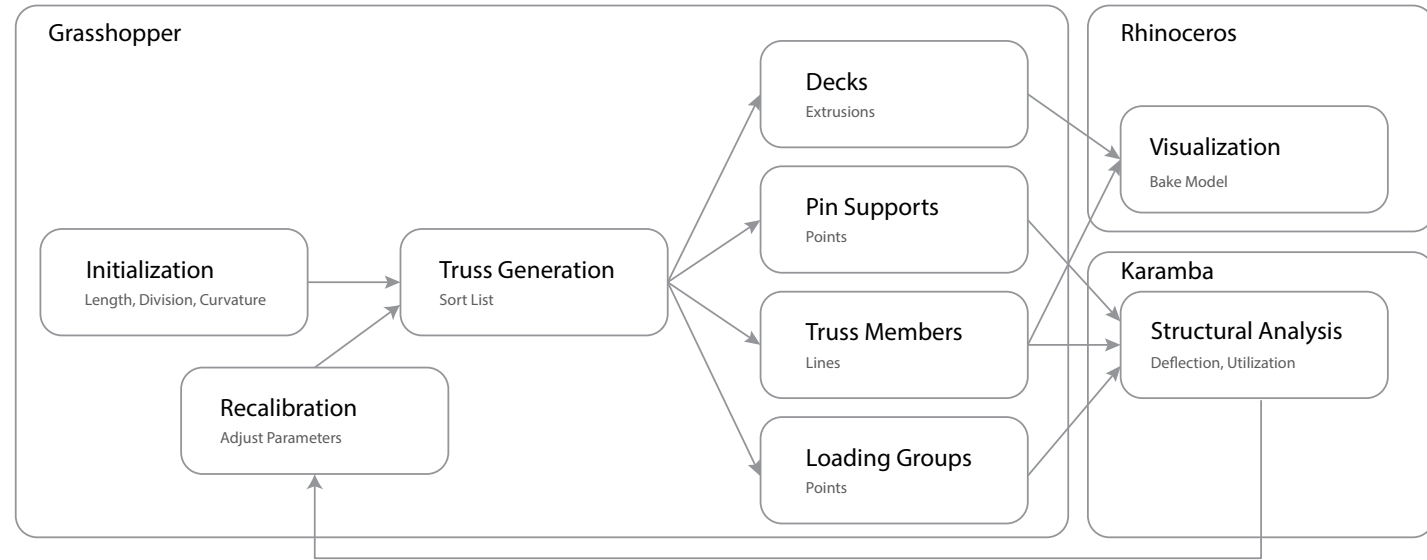 Grasshopper
Initialization
Length, Division, Curvature
Recalibration
Adjust Parameters
Truss Generation
Sort List
Decks
Extrusions
Pin Supports
Points
Truss Members
Lines
Loading Groups
Points
Rhinoceros
Visualization
Bake Model
Karamba
Structural Analysis
Deflection, Utilization